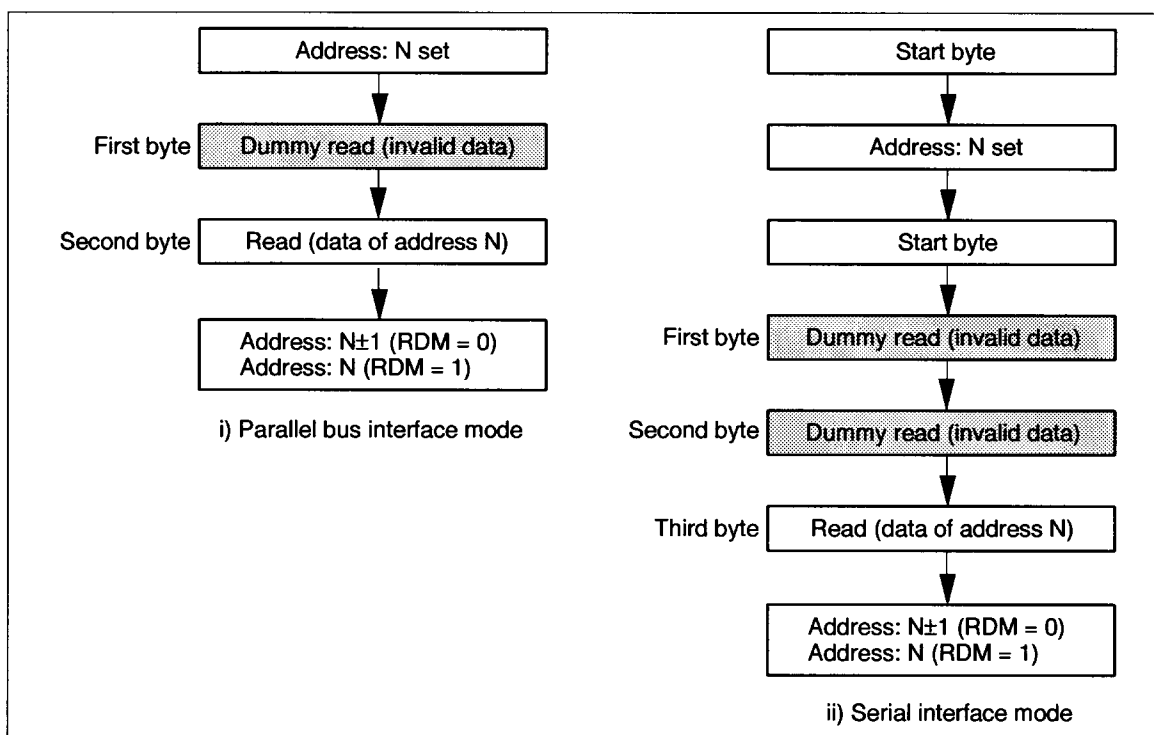 Address: N set
First byte
Dummy read (invalid data)
Second byte
Read (data of address N)
Address: N±1 (RDM = 0)
Address: N (RDM = 1)
i) Parallel bus interface mode
Start byte
Address: N set
Start byte
First byte
Dummy read (invalid data)
Second byte
Dummy read (invalid data)
Third byte
Read (data of address N)
Address: N±1 (RDM = 0)
Address: N (RDM = 1)
ii) Serial interface mode